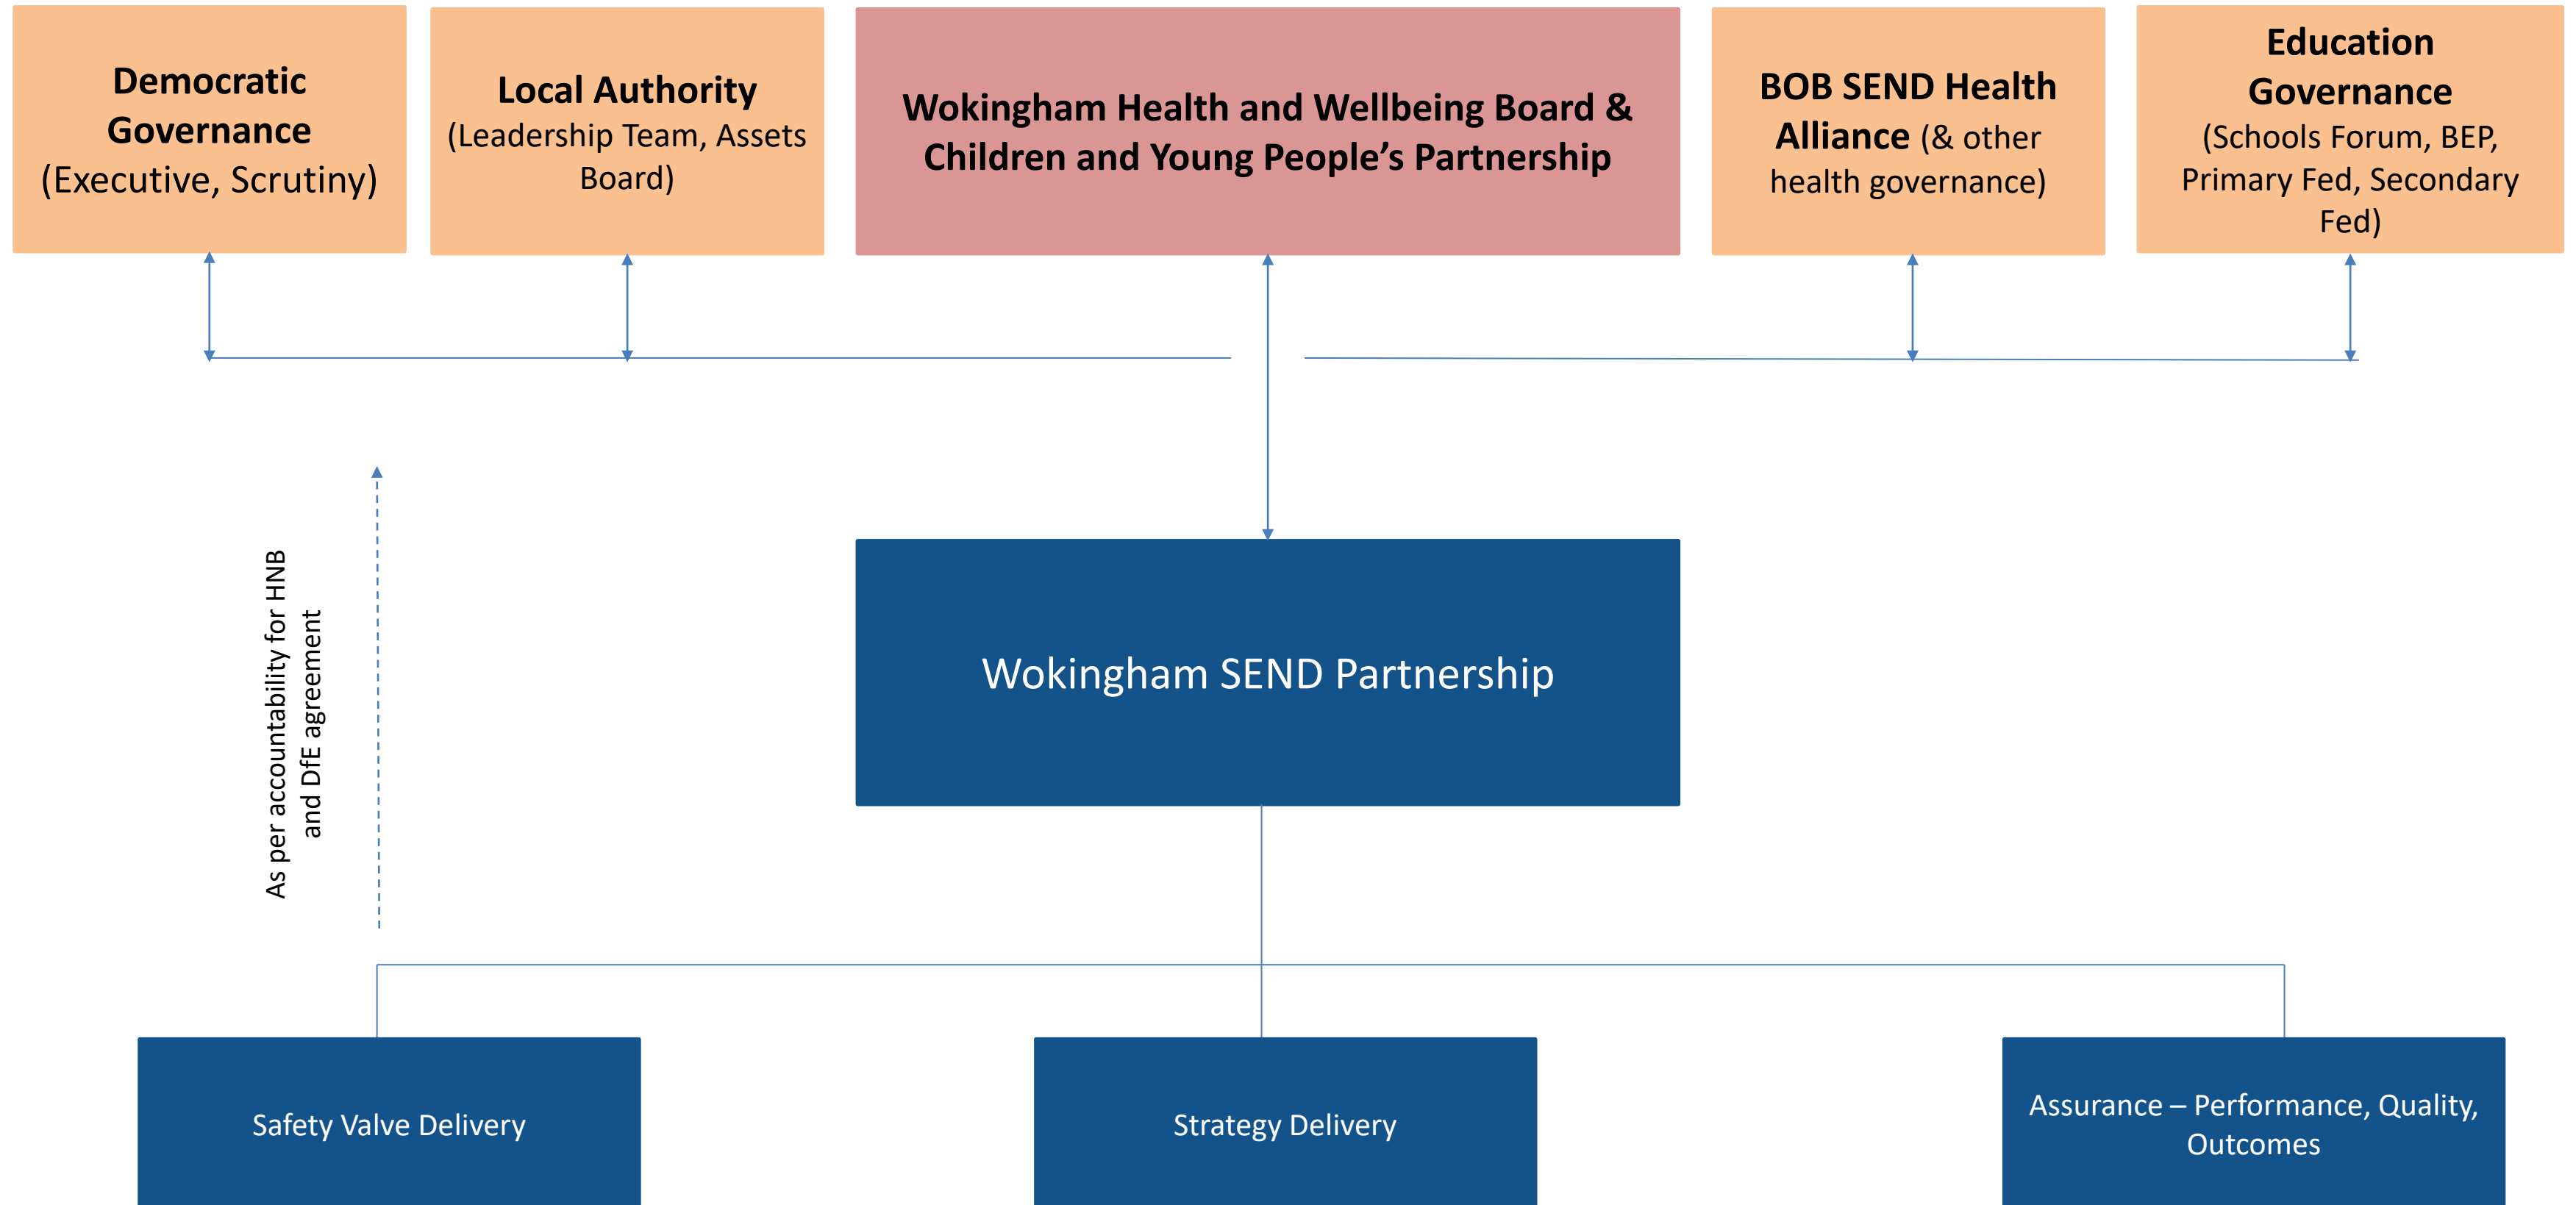 Democratic
Governance
(Executive, Scrutiny)
Local Authority
(Leadership Team, Assets
Board)
Wokingham Health and Wellbeing Board &
Children and Young People’s Partnership
BOB SEND Health
Alliance (& other
health governance)
Education
Governance
(Schools Forum, BEP,
Primary Fed, Secondary
Fed)
As per accountability for HNB
and DfE agreement
Wokingham SEND Partnership
Safety Valve Delivery
Strategy Delivery
Assurance – Performance, Quality,
Outcomes